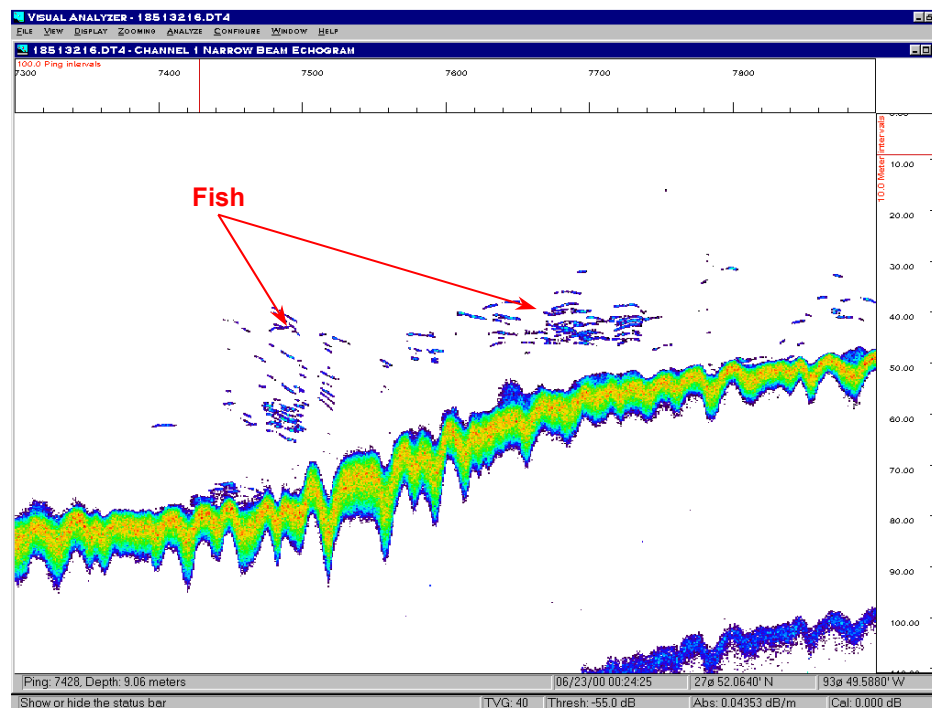 VISUAL ANALYZER - 18513216.DT4
FILE VIEW DISPLAY ZOOMING ANALYZE CONFIGURE WINDOW HELP
18513216.DT4 - CHANNEL 1 NARROW BEAM ECHOGRAM
100.0 Ping intervals
7300 7400 7500 7600 7700 7800
10.0 Meter intervals
10.00
Fish
20.00
30.00
40.00
50.00
60.00
70.00
80.00
90.00
100.00
Ping: 7428, Depth: 9.06 meters 06/23/00 00:24:25 27ø 52.0640' N 93ø 49.5880' W
Show or hide the status bar TVG: 40 Thresh: -55.0 dB Abs: 0.04353 dB/m Cal: 0.000 dB